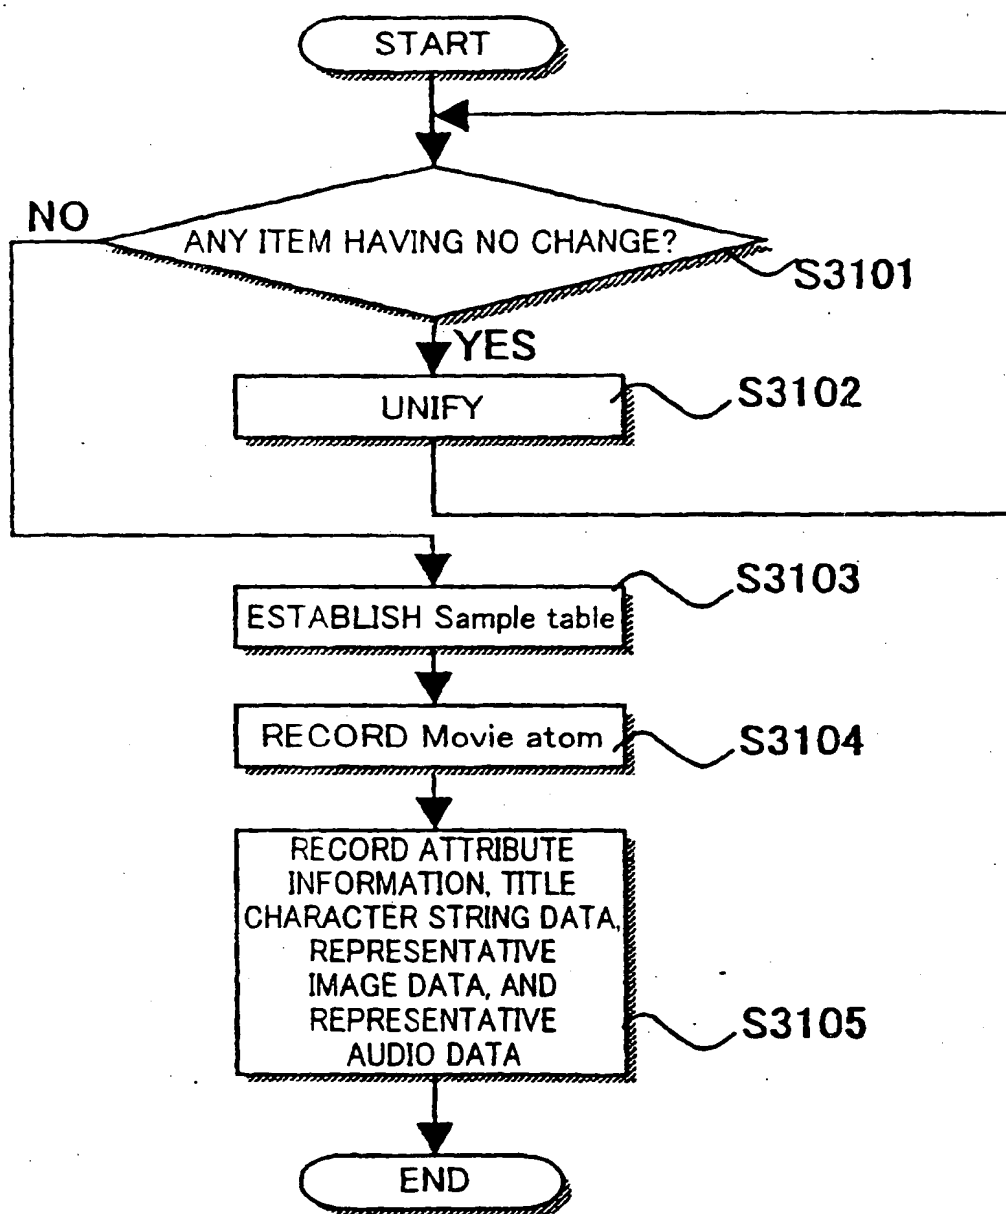 START
NO
ANY ITEM HAVING NO CHANGE?
S3101
YES
UNIFY
S3102
S3103
ESTABLISH Sample table
RECORD Movie atom
S3104
RECORD ATTRIBUTE
INFORMATION, TITLE
CHARACTER STRING DATA,
REPRESENTATIVE
IMAGE DATA, AND
REPRESENTATIVE
AUDIO DATA
S3105
END